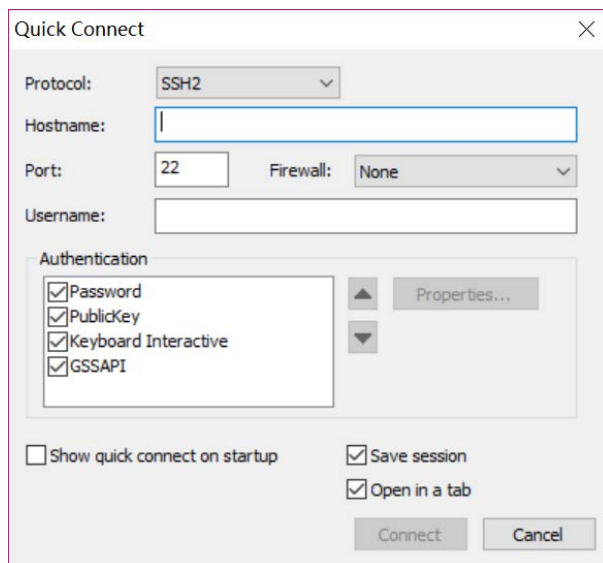 Quick Connect
Protocol: SSH2
Hostname:
Port: 22 Firewall: None
Username:
Authentication
Password
PublicKey
Keyboard Interactive
GSSAPI
Properties...
Show quick connect on startup
Save session
Open in a tab
Connect Cancel